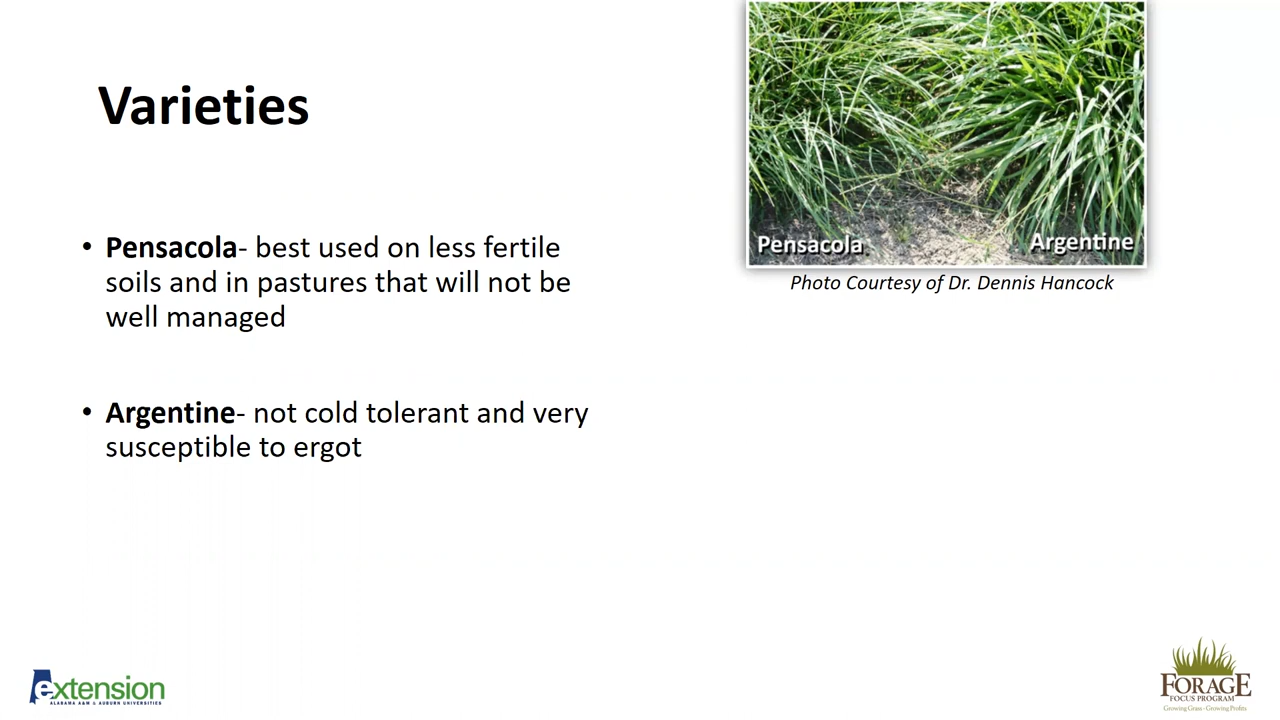 Varieties
• Pensacola- best used on less fertile
soils and in pastures that will not be
well managed
• Argentine- not cold tolerant and very
susceptible to ergot
Pensacola
Argentine
Photo Courtesy of Dr. Dennis Hancock
extension
ALABAMA A&M & AUBURN UNIVERSITIES
FORAGE
FOCUS PROGRAM
Growing Grass - Growing Profits